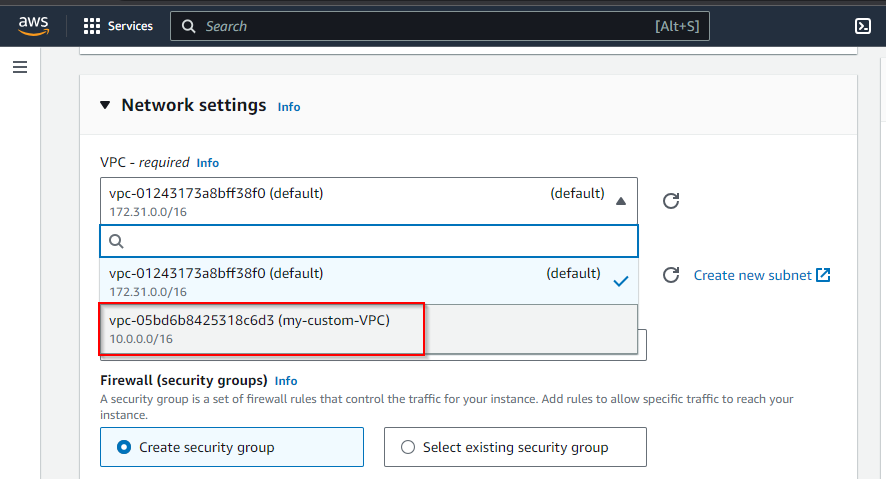 aws
Services
Search [Alt+S]
Network settings Info
VPC - required Info
vpc-01243173a8bff38f0 (default) (default)
172.31.0.0/16
vpc-01243173a8bff38f0 (default) (default)
172.31.0.0/16
Create new subnet
vpc-05bd6b8425318c6d3 (my-custom-VPC)
10.0.0.0/16
Firewall (security groups) Info
A security group is a set of firewall rules that control the traffic for your instance. Add rules to allow specific traffic to reach your
instance.
Create security group
Select existing security group